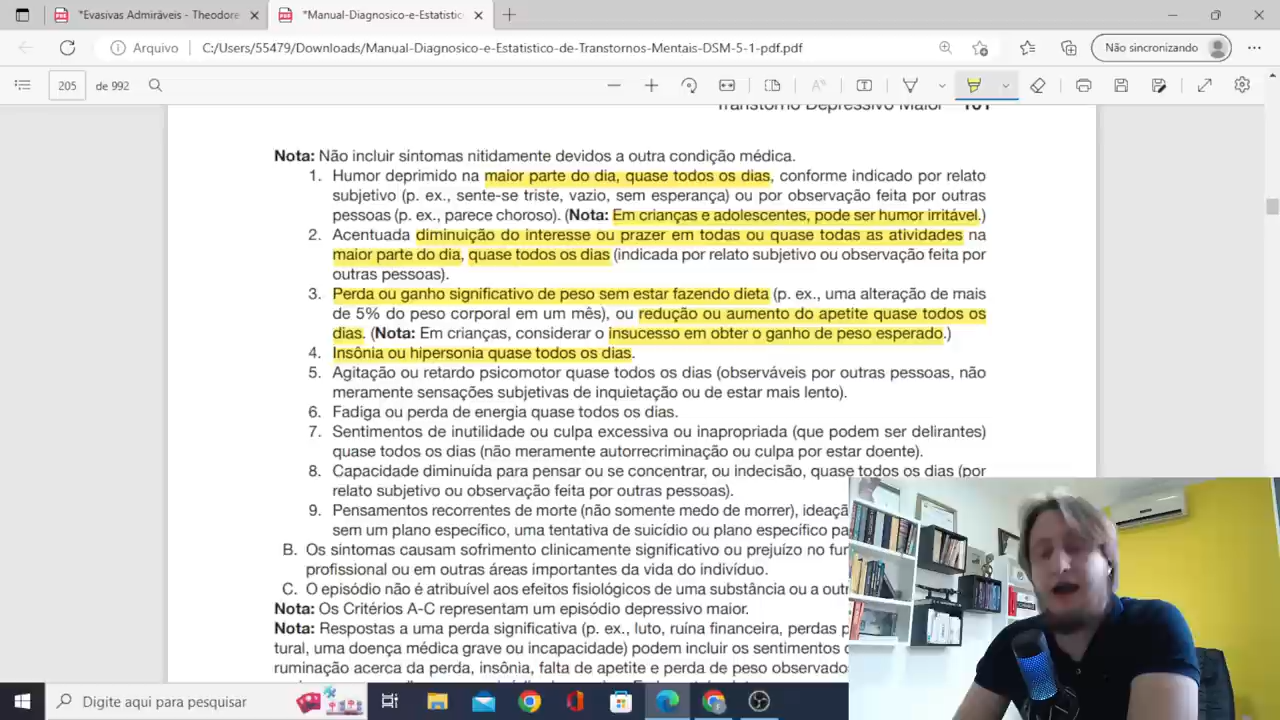 *Evasivas Admiráveis - Theodore
*Manual-Diagnosico-e-Estatistic
Arquivo
C:/Users/55479/Downloads/Manual-Diagnosico-e-Estatistico-de-Transtornos-Mentais-DSM-5-1-pdf.pdf
Não sincronizando
205 de 992
Transtorno Depressivo Maior 161
Nota: Não incluir sintomas nitidamente devidos a outra condição médica.
1. Humor deprimido na maior parte do dia, quase todos os dias, conforme indicado por relato
subjetivo (p. ex., sente-se triste, vazio, sem esperança) ou por observação feita por outras
pessoas (p. ex., parece choroso). (Nota: Em crianças e adolescentes, pode ser humor irritável.)
2. Acentuada diminuição do interesse ou prazer em todas ou quase todas as atividades na
maior parte do dia, quase todos os dias (indicada por relato subjetivo ou observação feita por
outras pessoas).
3. Perda ou ganho significativo de peso sem estar fazendo dieta (p. ex., uma alteração de mais
de 5% do peso corporal em um mês), ou redução ou aumento do apetite quase todos os
dias. (Nota: Em crianças, considerar o insucesso em obter o ganho de peso esperado.)
4. Insônia ou hipersonia quase todos os dias.
5. Agitação ou retardo psicomotor quase todos os dias (observáveis por outras pessoas, não
meramente sensações subjetivas de inquietação ou de estar mais lento).
6. Fadiga ou perda de energia quase todos os dias.
7. Sentimentos de inutilidade ou culpa excessiva ou inapropriada (que podem ser delirantes)
quase todos os dias (não meramente autorrecriminação ou culpa por estar doente).
8. Capacidade diminuída para pensar ou se concentrar, ou indecisão, quase todos os dias (por
relato subjetivo ou observação feita por outras pessoas).
9. Pensamentos recorrentes de morte (não somente medo de morrer), ideaç
sem um plano específico, uma tentativa de suicídio ou plano específico pa
B. Os sintomas causam sofrimento clinicamente significativo ou prejuízo no fun
profissional ou em outras áreas importantes da vida do indivíduo.
C. O episódio não é atribuível aos efeitos fisiológicos de uma substância ou a outr
Nota: Os Critérios A-C representam um episódio depressivo maior.
Nota: Respostas a uma perda significativa (p. ex., luto, ruína financeira, perdas p
tural, uma doença médica grave ou incapacidade) podem incluir os sentimentos
ruminação acerca da perda, insônia, falta de apetite e perda de peso observado
Digite aqui para pesquisar